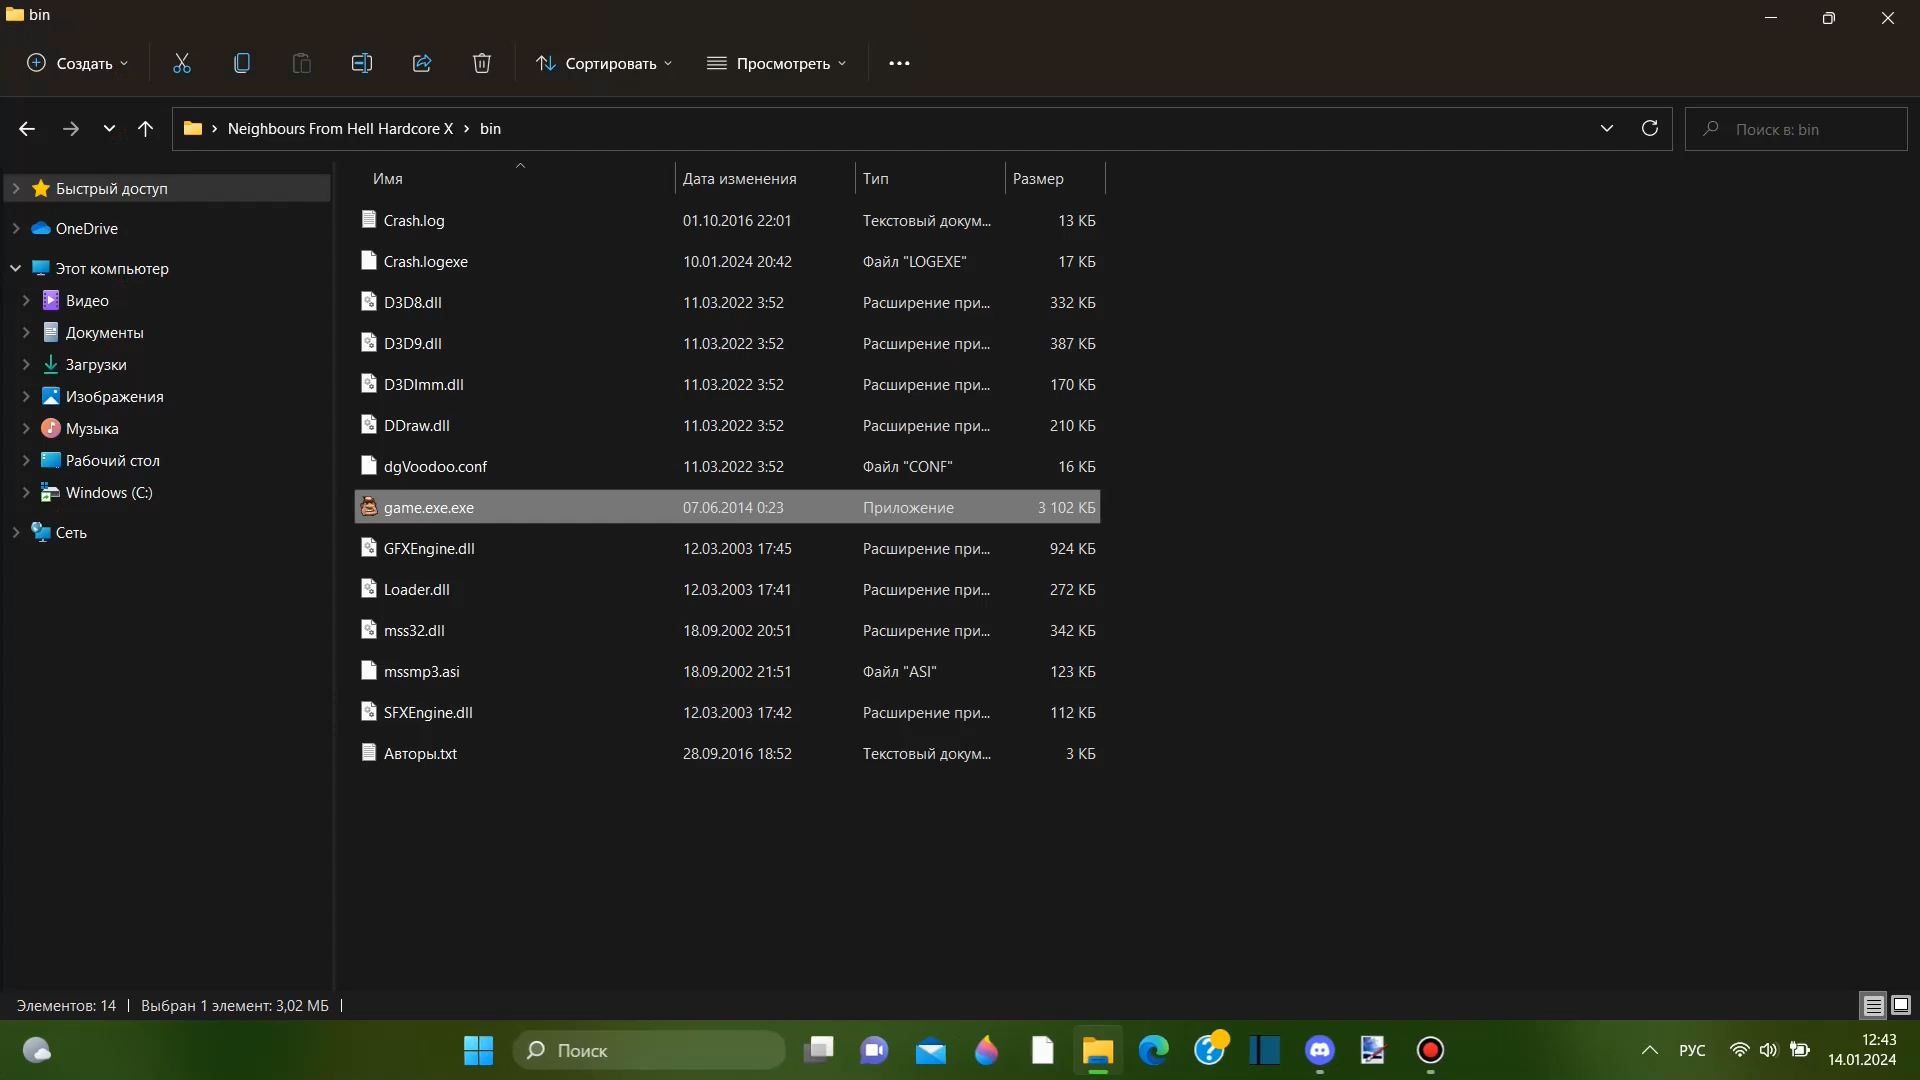 bin
Создать
Сортировать
Просмотреть
Neighbours From Hell Hardcore X
bin
Поиск в: bin
Быстрый доступ
OneDrive
Этот компьютер
Видео
Документы
Загрузки
Изображения
Музыка
Рабочий стол
Windows (C:)
Сеть
Имя Дата изменения Тип Размер
Crash.log 01.10.2016 22:01 Текстовый докум... 13 КБ
Crash.logexe 10.01.2024 20:42 Файл "LOGEXE" 17 КБ
D3D8.dll 11.03.2022 3:52 Расширение при... 332 КБ
D3D9.dll 11.03.2022 3:52 Расширение при... 387 КБ
D3DImm.dll 11.03.2022 3:52 Расширение при... 170 КБ
DDraw.dll 11.03.2022 3:52 Расширение при... 210 КБ
dgVoodoo.conf 11.03.2022 3:52 Файл "CONF" 16 КБ
game.exe.exe 07.06.2014 0:23 Приложение 3 102 КБ
GFXEngine.dll 12.03.2003 17:45 Расширение при... 924 КБ
Loader.dll 12.03.2003 17:41 Расширение при... 272 КБ
mss32.dll 18.09.2002 20:51 Расширение при... 342 КБ
mssmp3.asi 18.09.2002 21:51 Файл "ASI" 123 КБ
SFXEngine.dll 12.03.2003 17:42 Расширение при... 112 КБ
Авторы.txt 28.09.2016 18:52 Текстовый докум... 3 КБ
Элементов: 14 Выбран 1 элемент: 3,02 МБ
Поиск
РУС
12:43
14.01.2024